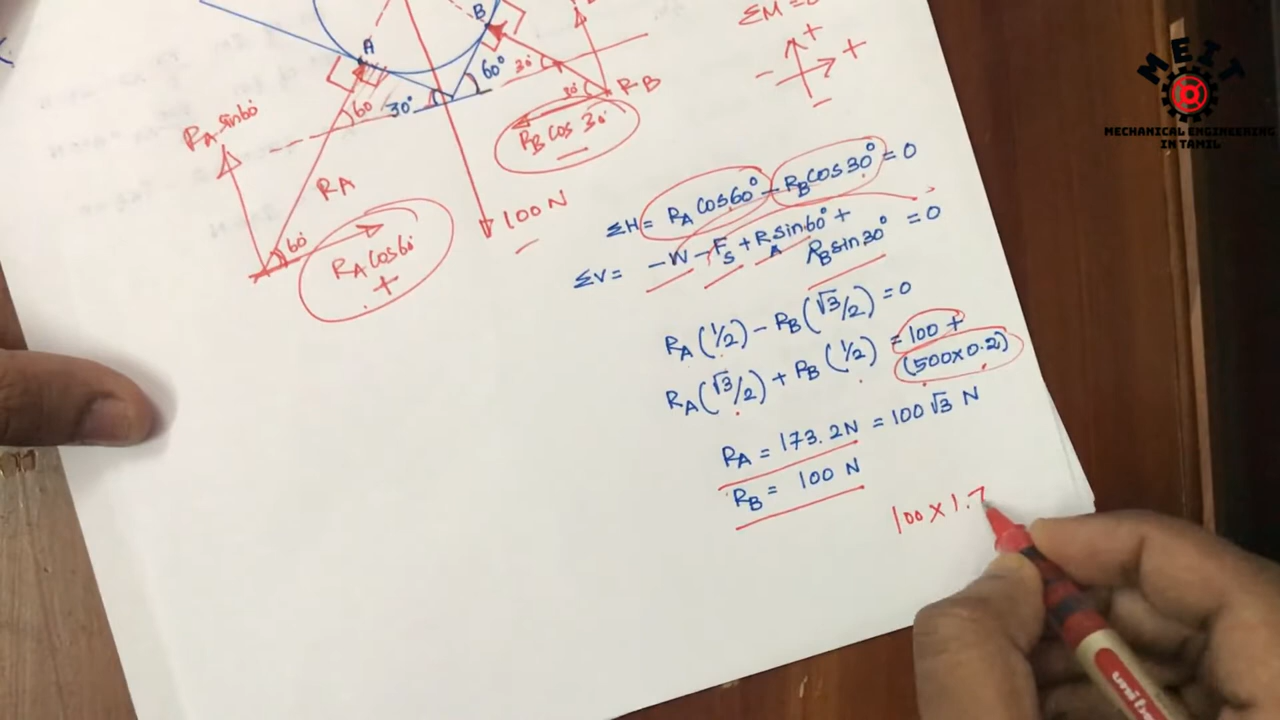 ΣM=0
B
A
60°
30°
30°
30°
60
RA
RB
RA sin60°
60°
RA cos60°
+
RB cos 30°
100 N
+
+
-
-
MEIT
MECHANICAL ENGINEERING
IN TAMIL
ΣH= RA cos60° - RB cos30° = 0
ΣV= -W - Fs + RA sin60° +
RB sin30° = 0
RA (1/2) - RB (√3/2) = 0
RA (√3/2) + RB (1/2) = 100 +
(500×0.2)
RA = 173.2N = 100√3 N
RB = 100 N
100 × 1.7